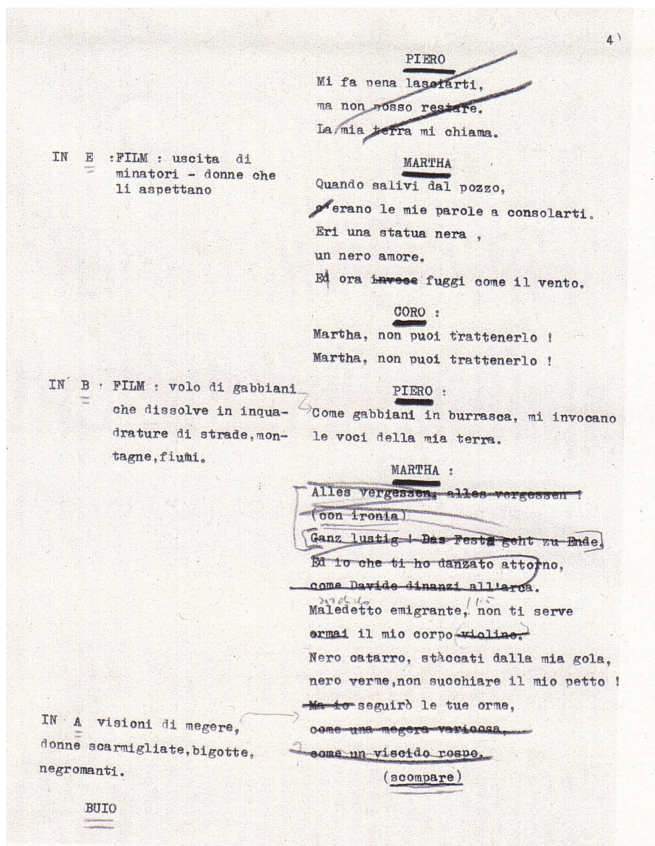 4)
PIERO
Mi fa pena lasciarti,
ma non posso restare.
La mia terra mi chiama.
IN E :FILM : uscita di
minatori - donne che
li aspettano
MARTHA
Quando salivi dal pozzo,
c'erano le mie parole a consolarti.
Eri una statua nera ,
un nero amore.
Ed ora invece fuggi come il vento.
CORO :
Martha, non puoi trattenerlo !
Martha, non puoi trattenerlo !
IN B : FILM : volo di gabbiani
che dissolve in inqua-
drature di strade,mon-
tagne,fiumi.
PIERO :
Come gabbiani in burrasca, mi invocano
le voci della mia terra.
MARTHA :
Alles vergessen, alles vergessen !
(con ironia)
Ganz lustig ! Das Fest geht zu Ende.
Ed io che ti ho danzato attorno,
come Davide dinanzi all'arca.
Maledetto emigrante, non ti serve
ormai il mio corpo violino.
Nero catarro, stàccati dalla mia gola,
nero verme,non succhiare il mio petto !
Ma io seguirò le tue orme,
come una megera varicosa,
come un viscido rospo.
(scompare)
IN A visioni di megere,
donne scarmigliate,bigotte,
negromanti.
BUIO